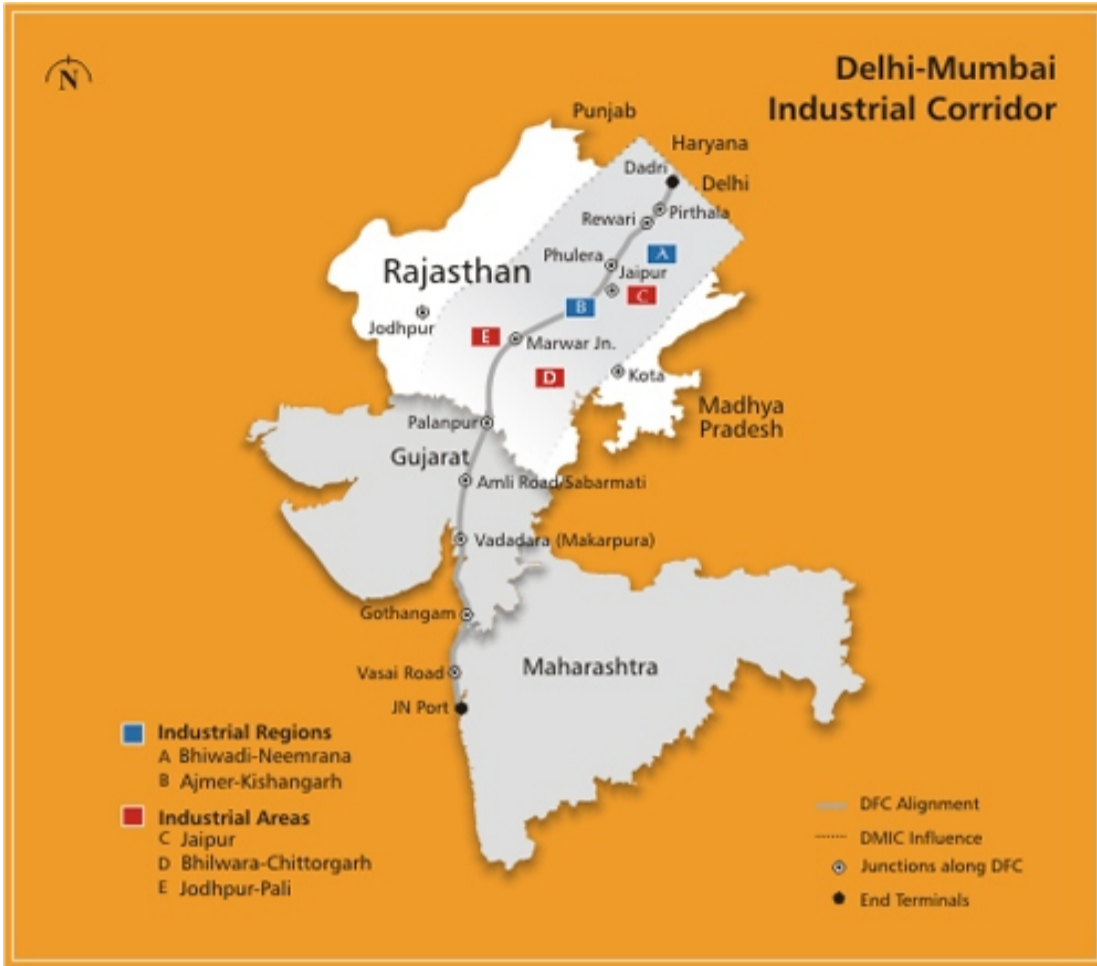 N
Delhi-Mumbai
Industrial Corridor
Punjab
Haryana
Dadri
Delhi
Pirthala
Rewari
Phulera
A
Jaipur
Rajasthan
C
B
Jodhpur
E
Marwar Jn.
D
Kota
Madhya
Pradesh
Palanpur
Gujarat
Amli Road/Sabarmati
Vadadara (Makarpura)
Gothangam
Maharashtra
Vasai Road
JN Port
Industrial Regions
A Bhiwadi-Neemrana
B Ajmer-Kishangarh
Industrial Areas
C Jaipur
D Bhilwara-Chittorgarh
E Jodhpur-Pali
DFC Alignment
DMIC Influence
Junctions along DFC
End Terminals